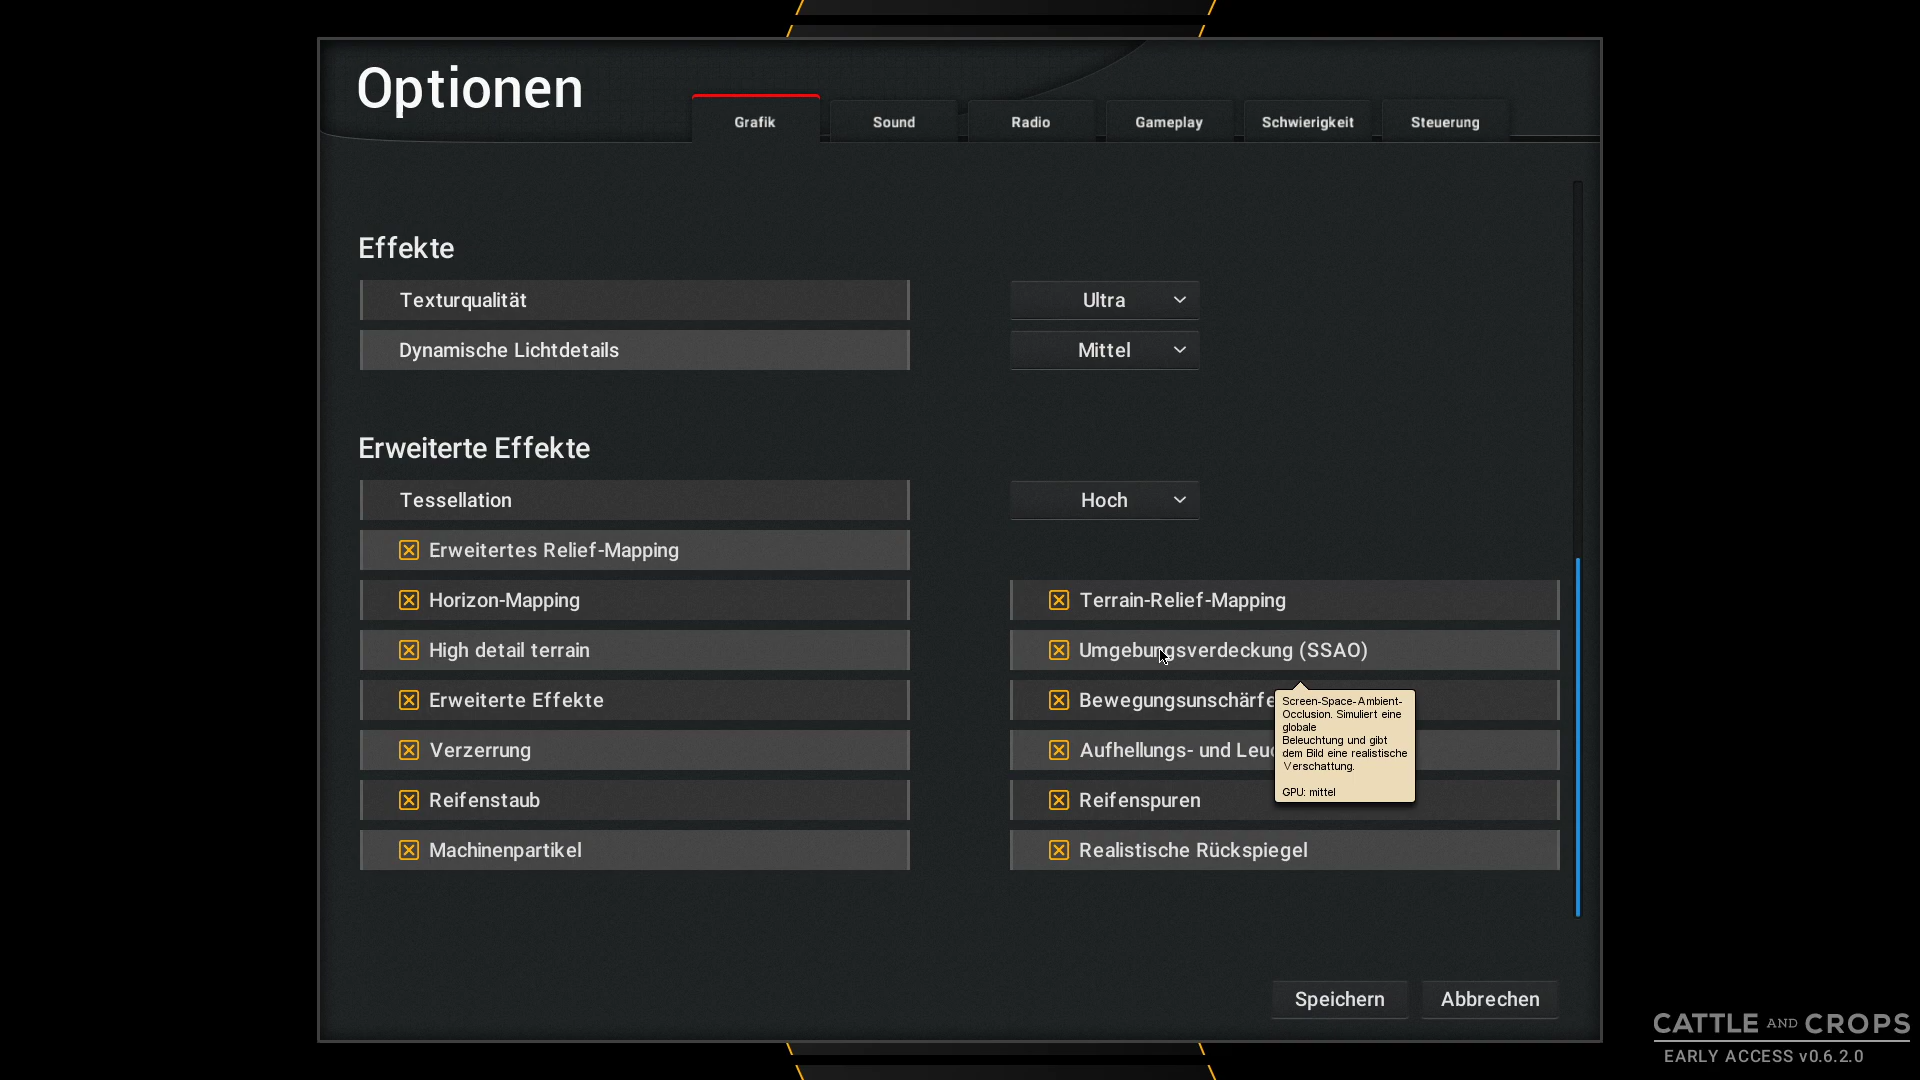 Optionen
Grafik
Sound
Radio
Gameplay
Schwierigkeit
Steuerung
Effekte
Texturqualität
Ultra
Dynamische Lichtdetails
Mittel
Erweiterte Effekte
Tessellation
Hoch
Erweitertes Relief-Mapping
Horizon-Mapping
Terrain-Relief-Mapping
High detail terrain
Umgebungsverdeckung (SSAO)
Erweiterte Effekte
Bewegungsunschärfe
Screen-Space-Ambient-
Occlusion. Simuliert eine
globale
Beleuchtung und gibt
dem Bild eine realistische
Verschattung.
GPU: mittel
Verzerrung
Aufhellungs- und
Reifenstaub
Reifenspuren
Machinenpartikel
Realistische Rückspiegel
Speichern
Abbrechen
CATTLE AND CROPS
EARLY ACCESS v0.6.2.0